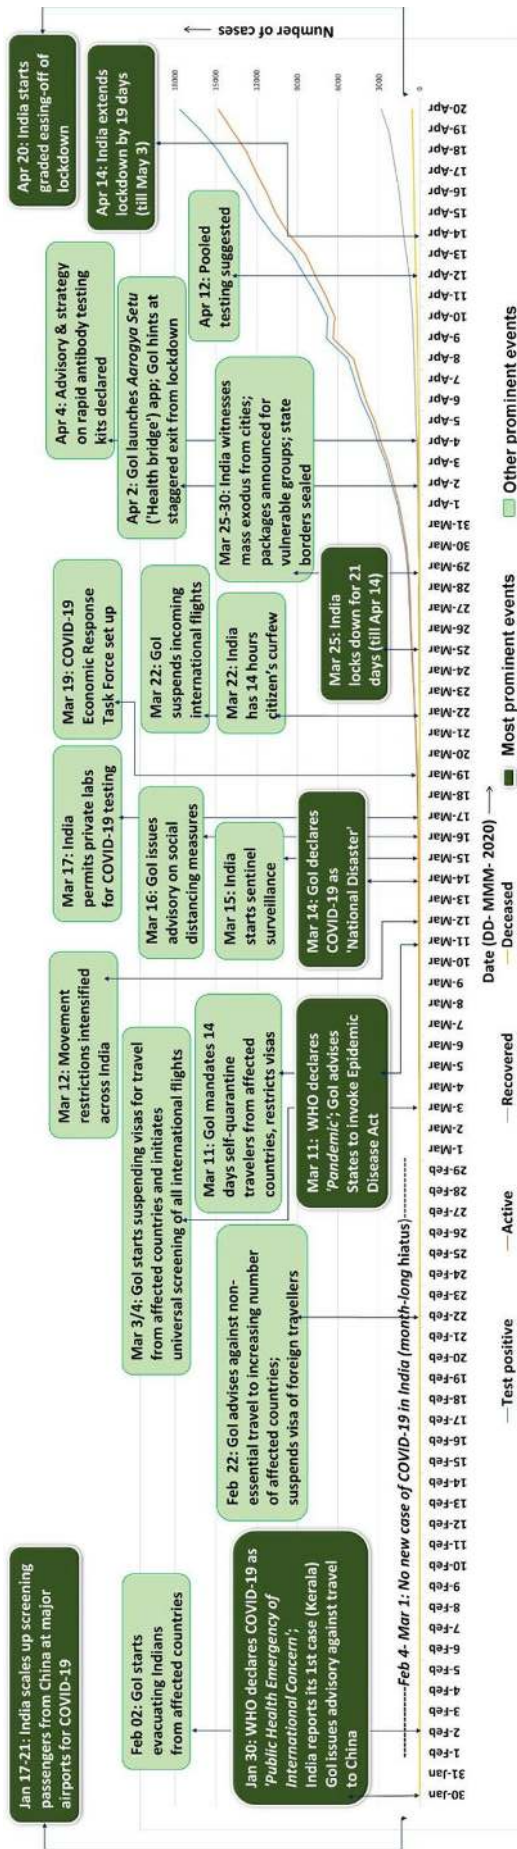 Jan 17-21: India scales up screening
passengers from China at major
airports for COVID-19
Feb 02: GoI starts
evacuating Indians
from affected countries
Jan 30: WHO declares COVID-19 as
'Public Health Emergency of
International Concern';
India reports its 1st case (Kerala)
GoI issues advisory against travel
to China
Feb 22: GoI advises against non-
essential travel to increasing number
of affected countries;
suspends visa of foreign travellers
Mar 3/4: GoI starts suspending visas for travel
from affected countries and initiates
universal screening of all international flights
Mar 12: Movement
restrictions intensified
across India
Mar 11: GoI mandates 14
days self-quarantine
travelers from affected
countries, restricts visas
Mar 11: WHO declares
'Pandemic'; GoI advises
States to invoke Epidemic
Disease Act
Mar 17: India
permits private labs
for COVID-19 testing
Mar 16: GoI issues
advisory on social
distancing measures
Mar 15: India
starts sentinel
surveillance
Mar 14: GoI declares
COVID-19 as
'National Disaster'
Mar 19: COVID-19
Economic Response
Task Force set up
Mar 22: GoI
suspends incoming
international flights
Mar 22: India
has 14 hours
citizen's curfew
Mar 25: India
locks down for 21
days (till Apr 14)
Apr 4: Advisory & strategy
on rapid antibody testing
kits declared
Apr 2: GoI launches Aarogya Setu
('Health bridge') app; GoI hints at
staggered exit from lockdown
Mar 25-30: India witnesses
mass exodus from cities;
packages announced for
vulnerable groups; state
borders sealed
Apr 12: Pooled
testing suggested
Apr 20: India starts
graded easing-off of
lockdown
Apr 14: India extends
lockdown by 19 days
(till May 3)
Number of cases
18000
15000
12000
9000
6000
3000
0
Feb 4- Mar 1: No new case of COVID-19 in India (month-long hiatus)
30-Jan
31-Jan
1-Feb
2-Feb
3-Feb
4-Feb
5-Feb
6-Feb
7-Feb
8-Feb
9-Feb
10-Feb
11-Feb
12-Feb
13-Feb
14-Feb
15-Feb
16-Feb
17-Feb
18-Feb
19-Feb
20-Feb
21-Feb
22-Feb
23-Feb
24-Feb
25-Feb
26-Feb
27-Feb
28-Feb
29-Feb
1-Mar
2-Mar
3-Mar
4-Mar
5-Mar
6-Mar
7-Mar
8-Mar
9-Mar
10-Mar
11-Mar
12-Mar
13-Mar
14-Mar
15-Mar
16-Mar
17-Mar
18-Mar
19-Mar
20-Mar
21-Mar
22-Mar
23-Mar
24-Mar
25-Mar
26-Mar
27-Mar
28-Mar
29-Mar
30-Mar
31-Mar
1-Apr
2-Apr
3-Apr
4-Apr
5-Apr
6-Apr
7-Apr
8-Apr
9-Apr
10-Apr
11-Apr
12-Apr
13-Apr
14-Apr
15-Apr
16-Apr
17-Apr
18-Apr
19-Apr
20-Apr
Date (DD- MMM- 2020)
Test positive
Active
Recovered
Deceased
Most prominent events
Other prominent events